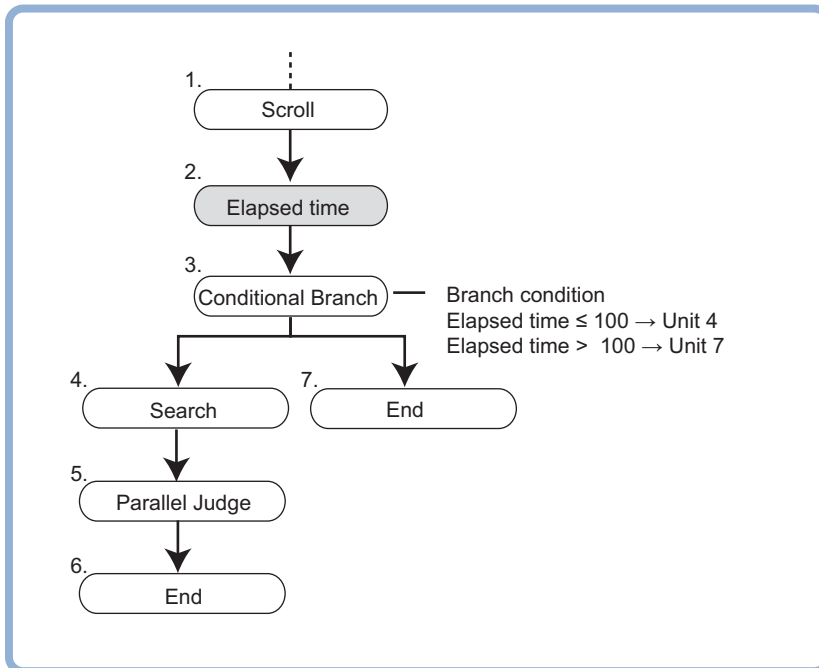 1.
Scroll
2.
Elapsed time
3.
Conditional Branch
Branch condition
Elapsed time ≤ 100 → Unit 4
Elapsed time > 100 → Unit 7
4.
Search
7.
End
5.
Parallel Judge
6.
End